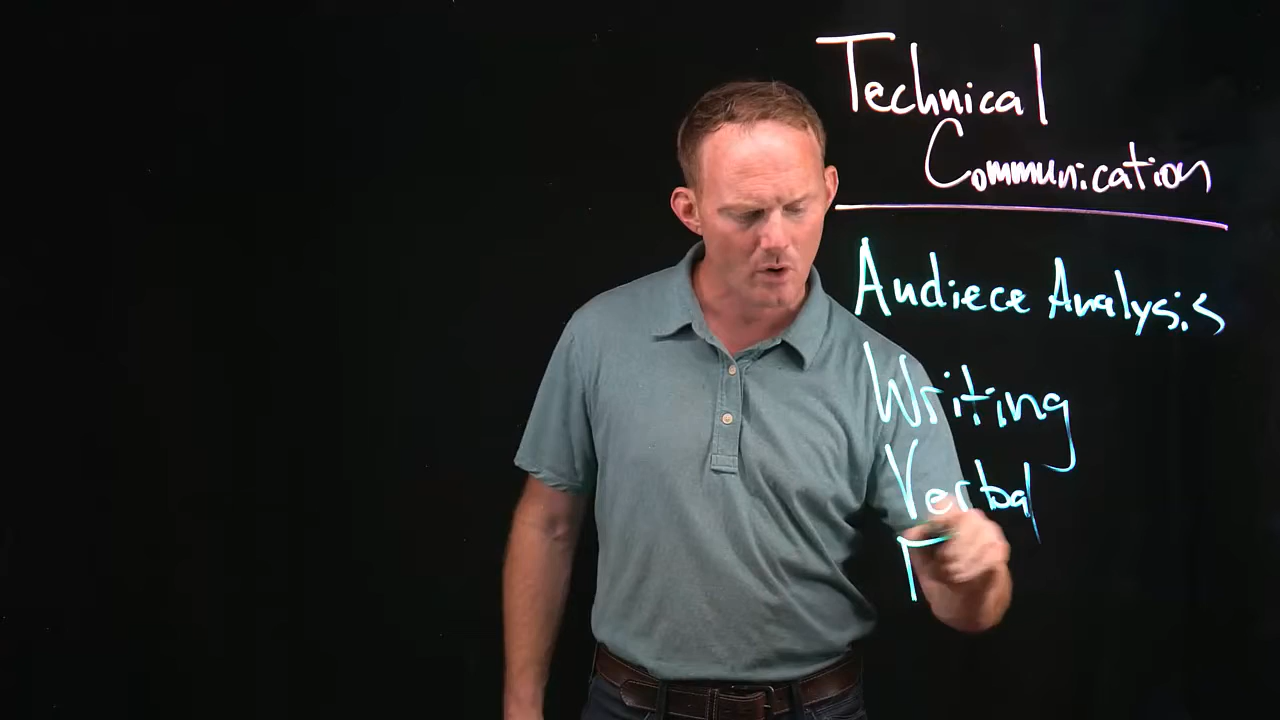 Technical
Communication
Audiece Analysis
Writing
Verbal